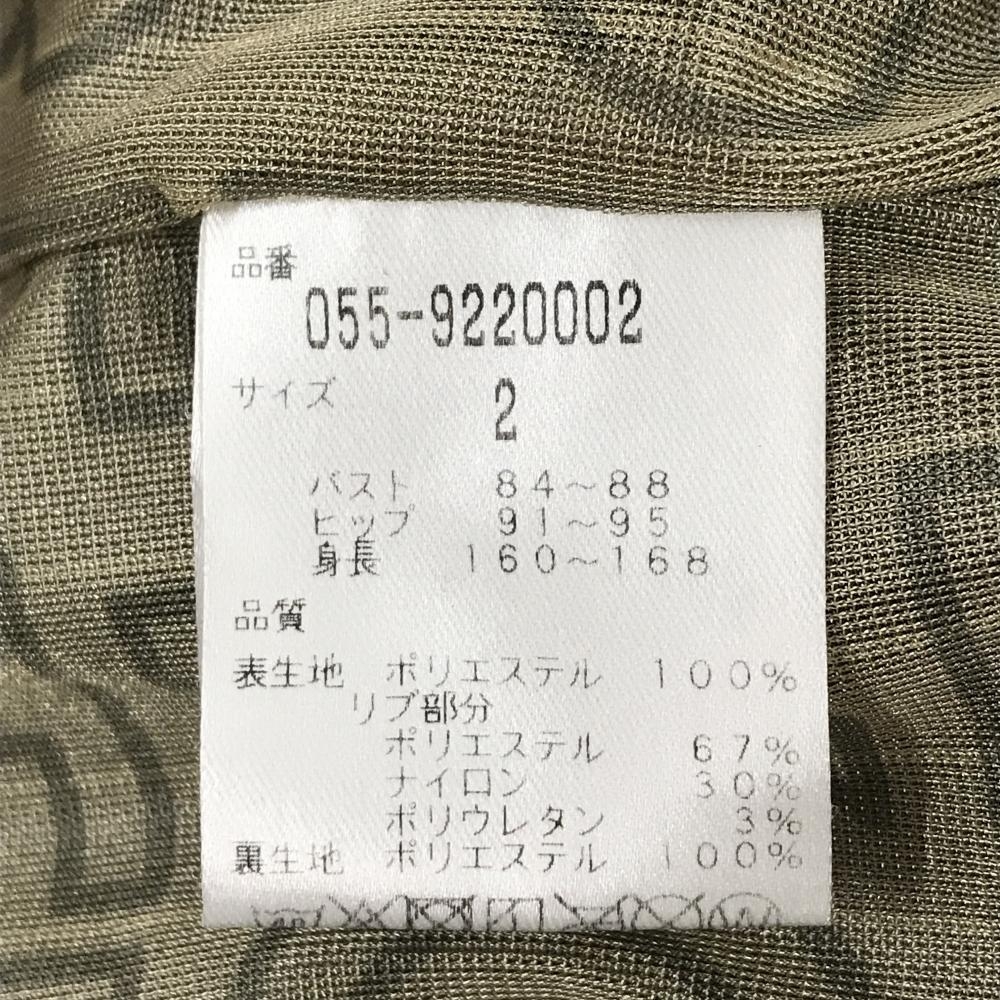 品番
055-9220002
サイズ 2
バスト 84～88
ヒップ 91～95
身長 160～168
品質
表生地 ポリエステル 100%
リブ部分
ポリエステル 67%
ナイロン 30%
ポリウレタン 3%
裏生地 ポリエステル 100%